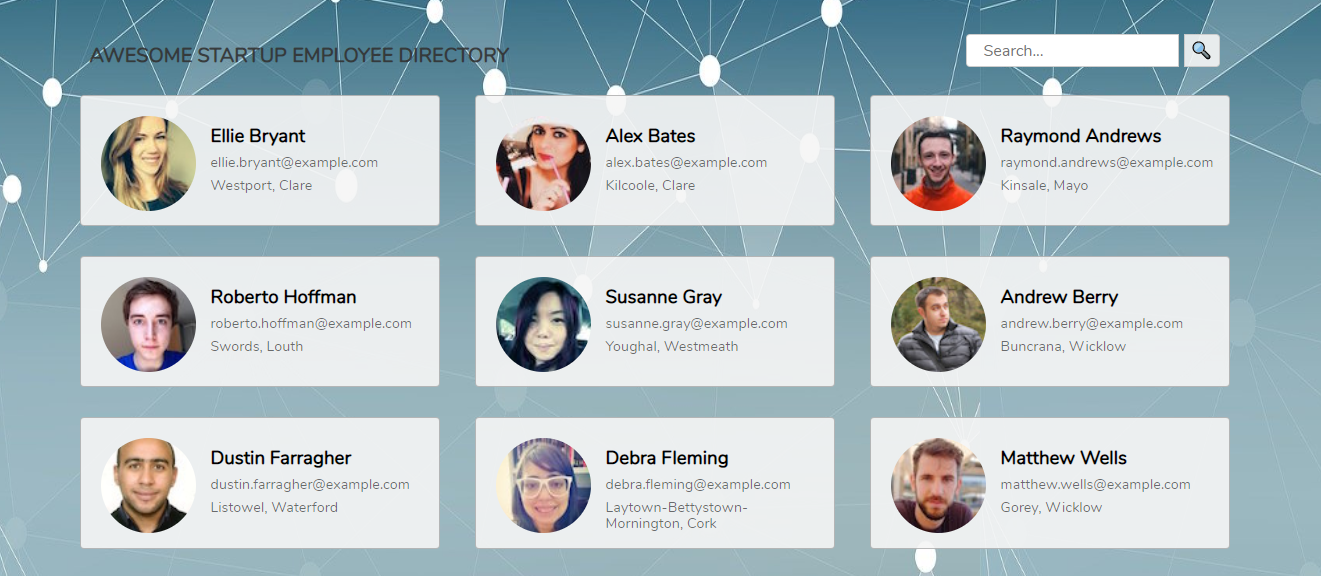 AWESOME STARTUP EMPLOYEE DIRECTORY
Search...
Ellie Bryant
ellie.bryant@example.com
Westport, Clare
Alex Bates
alex.bates@example.com
Kilcoole, Clare
Raymond Andrews
raymond.andrews@example.com
Kinsale, Mayo
Roberto Hoffman
roberto.hoffman@example.com
Swords, Louth
Susanne Gray
susanne.gray@example.com
Youghal, Westmeath
Andrew Berry
andrew.berry@example.com
Buncrana, Wicklow
Dustin Farragher
dustin.farragher@example.com
Listowel, Waterford
Debra Fleming
debra.fleming@example.com
Laytown-Bettystown-
Mornington, Cork
Matthew Wells
matthew.wells@example.com
Gorey, Wicklow